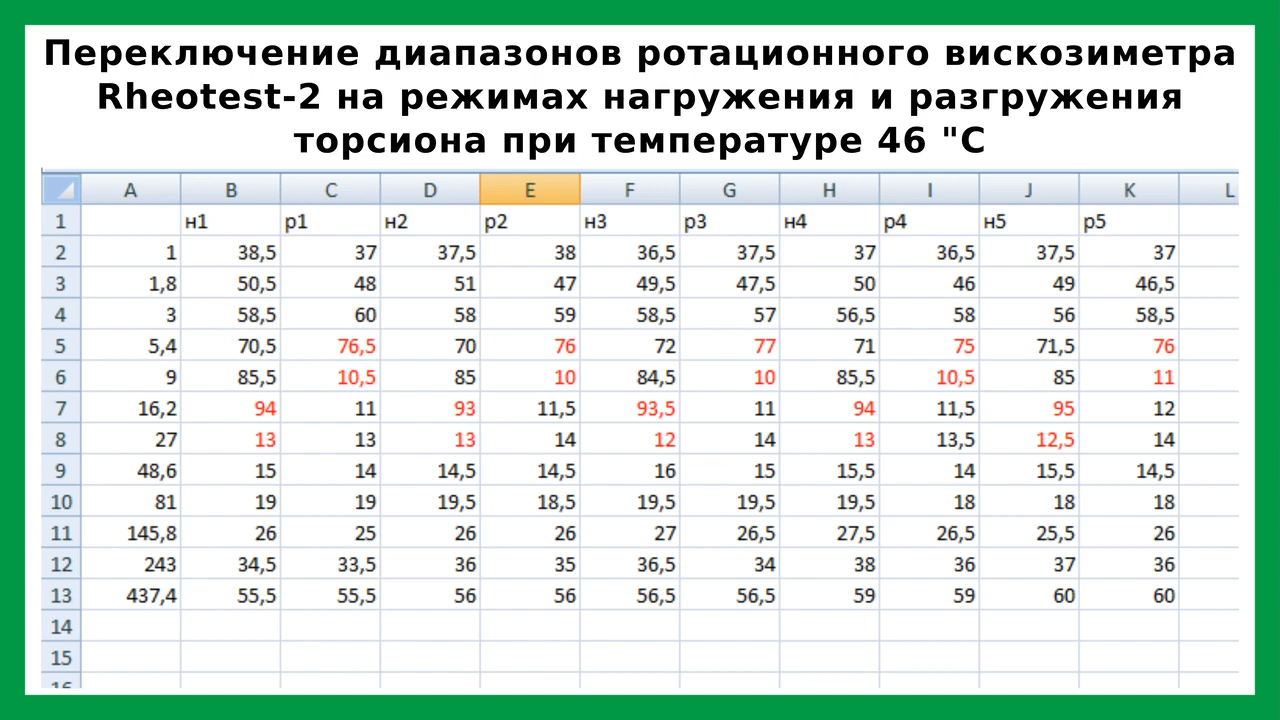 Переключение диапазонов ротационного вискозиметра
Rheotest-2 на режимах нагружения и разгружения
торсиона при температуре 46 "С
A B C D E F G H I J K L
1 н1 р1 н2 р2 н3 р3 н4 р4 н5 р5
2 1 38,5 37 37,5 38 36,5 37,5 37 36,5 37,5 37
3 1,8 50,5 48 51 47 49,5 47,5 50 46 49 46,5
4 3 58,5 60 58 59 58,5 57 56,5 58 56 58,5
5 5,4 70,5 76,5 70 76 72 77 71 75 71,5 76
6 9 85,5 10,5 85 10 84,5 10 85,5 10,5 85 11
7 16,2 94 11 93 11,5 93,5 11 94 11,5 95 12
8 27 13 13 13 14 12 14 13 13,5 12,5 14
9 48,6 15 14 14,5 14,5 16 15 15,5 14 15,5 14,5
10 81 19 19 19,5 18,5 19,5 19,5 19,5 18 18 18
11 145,8 26 25 26 26 27 26,5 27,5 26,5 25,5 26
12 243 34,5 33,5 36 35 36,5 34 38 36 37 36
13 437,4 55,5 55,5 56 56 56,5 56,5 59 59 60 60
14
15
16